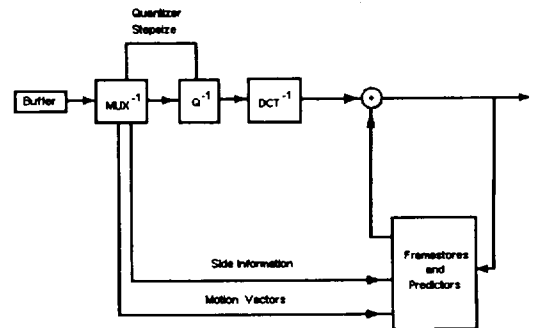 Quantizer
Stepsize
Buffer
MUX -1
Q -1
DCT -1
+
Framestores
and
Predictors
Side Information
Motion Vectors